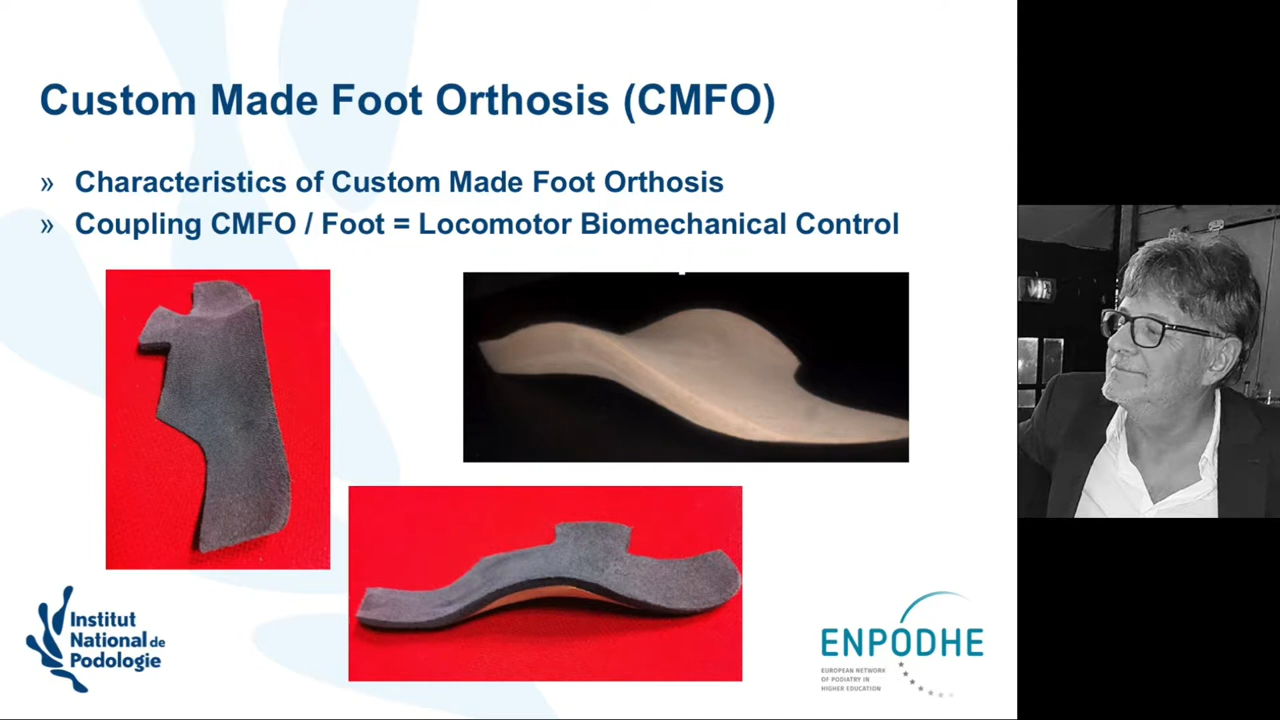 Custom Made Foot Orthosis (CMFO)
» Characteristics of Custom Made Foot Orthosis
» Coupling CMFO / Foot = Locomotor Biomechanical Control
Institut
National de
Podologie
ENPODHE
EUROPEAN NETWORK
OF PODIATRY IN
HIGHER EDUCATION